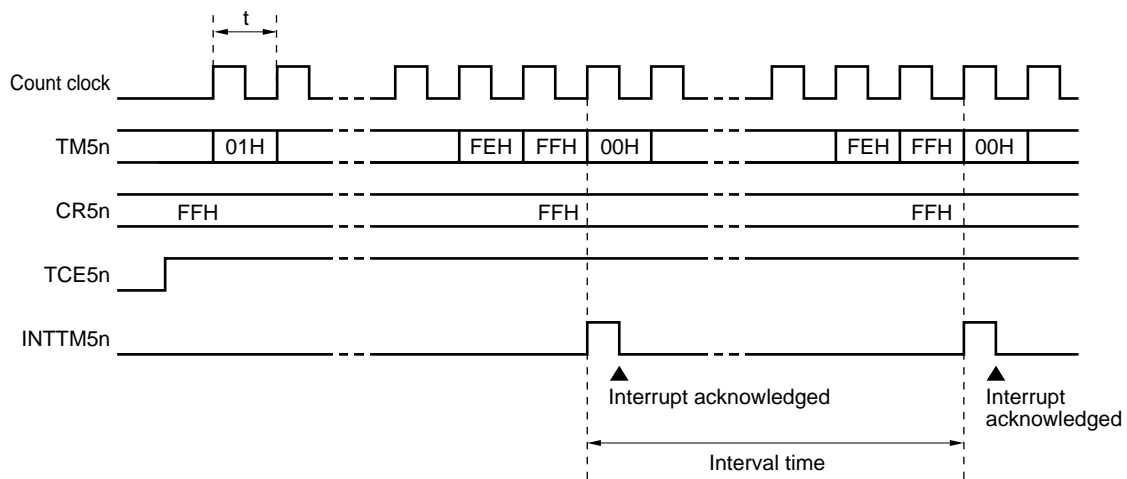 t
Count clock
TM5n 01H FEH FFH 00H FEH FFH 00H
CR5n FFH FFH FFH
TCE5n
INTTM5n
Interrupt acknowledged Interrupt
acknowledged
Interval time